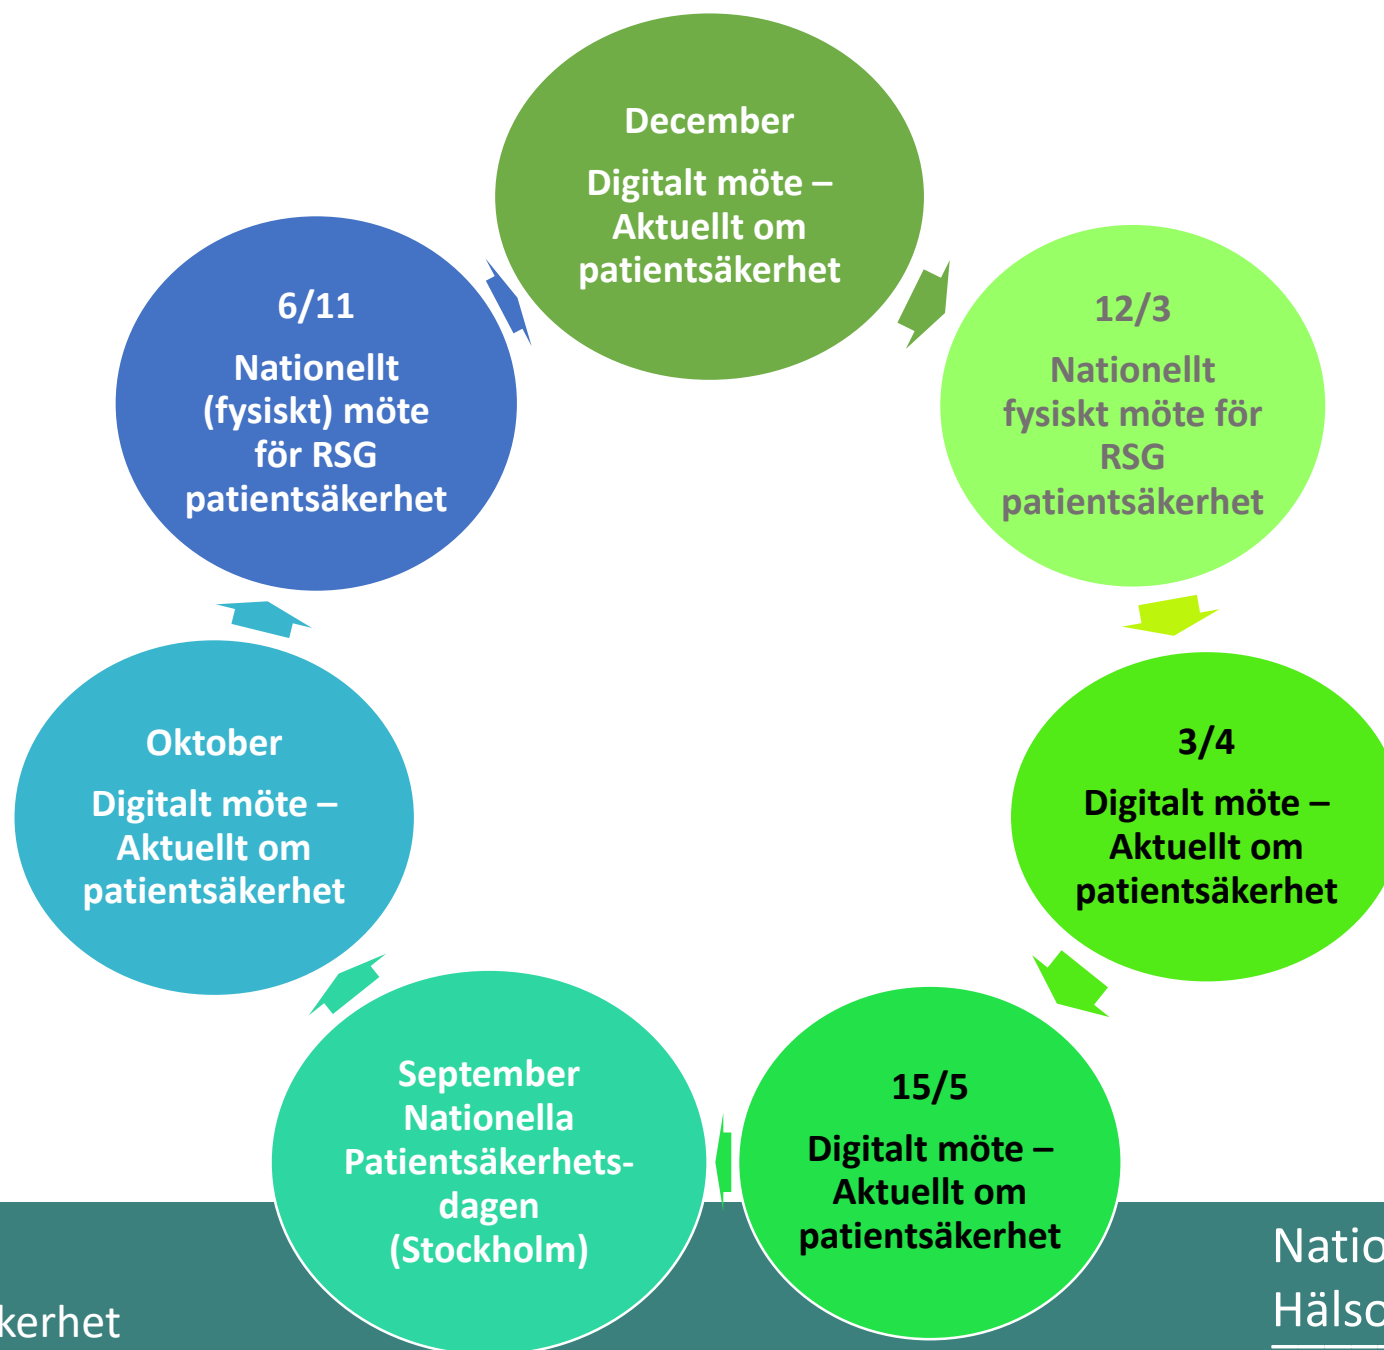 December
Digitalt möte –
Aktuellt om
patientsäkerhet
12/3
Nationellt
fysiskt möte för
RSG
patientsäkerhet
3/4
Digitalt möte –
Aktuellt om
patientsäkerhet
15/5
Digitalt möte –
Aktuellt om
patientsäkerhet
September
Nationella
Patientsäkerhets-
dagen
(Stockholm)
Oktober
Digitalt möte –
Aktuellt om
patientsäkerhet
6/11
Nationellt
(fysiskt) möte
för RSG
patientsäkerhet
kerhet
Natio
Hälso